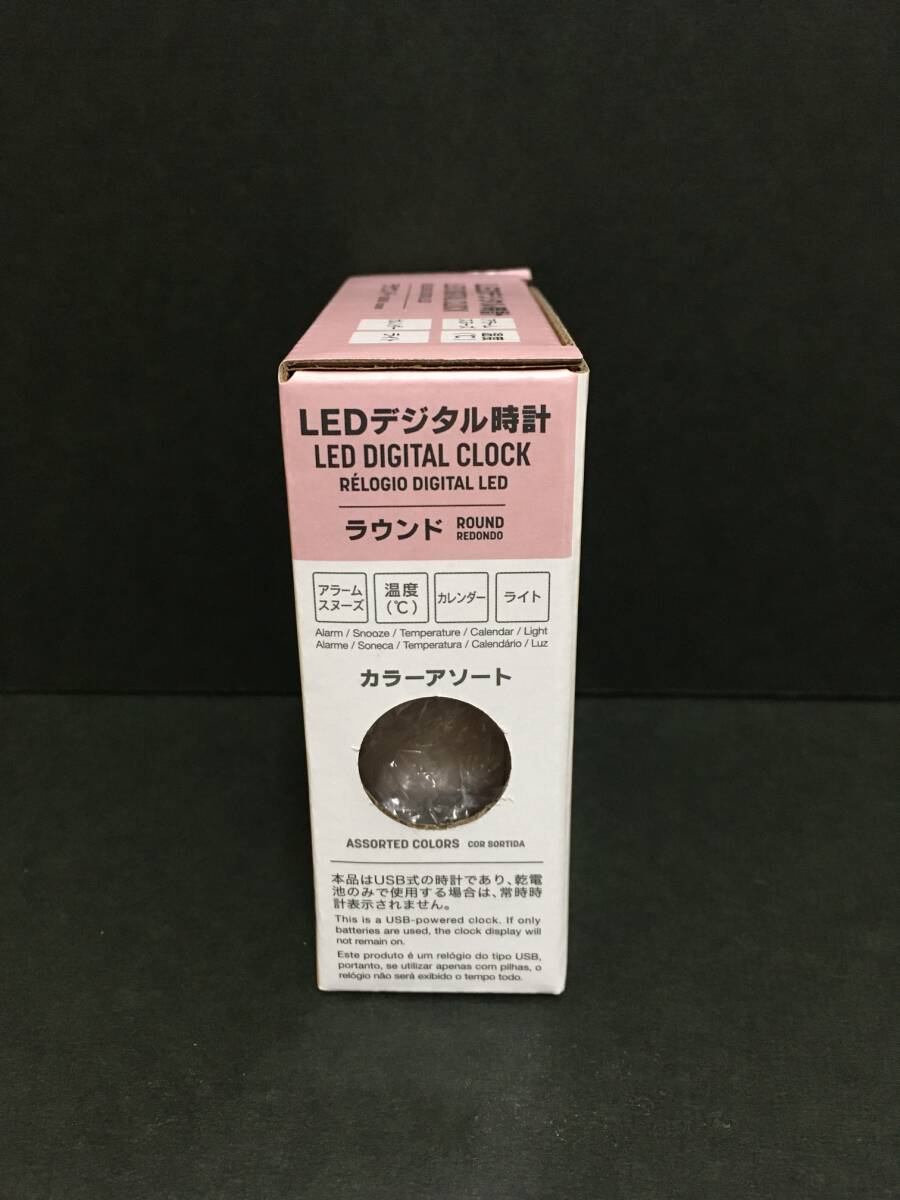 LEDデジタル時計
LED DIGITAL CLOCK
RÉLOGIO DIGITAL LED
ラウンド ROUND
REDONDO
アラーム
スヌーズ
温度
(℃)
カレンダー
ライト
Alarm / Snooze / Temperature / Calendar / Light
Alarme / Soneca / Temperatura / Calendário / Luz
カラーアソート
ASSORTED COLORS COR SORTIDA
本品はUSB式の時計であり、乾電
池のみで使用する場合は、常時時
計表示されません。
This is a USB-powered clock. If only
batteries are used, the clock display will
not remain on.
Este produto é um relógio do tipo USB,
portanto, se utilizar apenas com pilhas, o
relógio não será exibido o tempo todo.